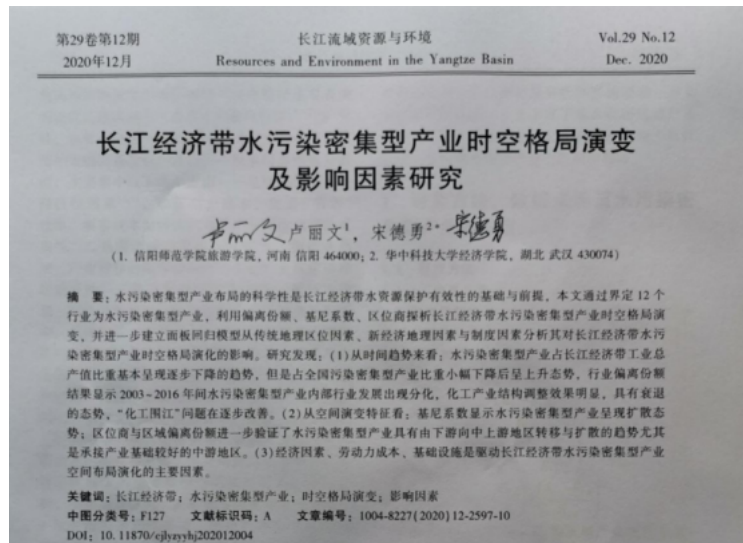 第29卷第12期 长江流域资源与环境 Vol.29 No.12
2020年12月 Resources and Environment in the Yangtze Basin Dec. 2020
长江经济带水污染密集型产业时空格局演变
及影响因素研究
卢丽文 卢丽文¹，宋德勇²* 宋德勇
(1. 信阳师范学院旅游学院，河南 信阳 464000；2. 华中科技大学经济学院，湖北 武汉 430074)
摘 要：水污染密集型产业布局的科学性是长江经济带水资源保护有效性的基础与前提，本文通过界定12个
行业为水污染密集型产业，利用偏离份额、基尼系数、区位商探析长江经济带水污染密集型产业时空格局演
变，并进一步建立面板回归模型从传统地理区位因素、新经济地理因素与制度因素分析其对长江经济带水污
染密集型产业时空格局演化的影响。研究发现：(1)从时间趋势来看：水污染密集型产业占长江经济带工业总
产值比重基本呈现逐步下降的趋势，但是占全国污染产业比重小幅下降后呈上升态势，行业偏离份额
结果显示2003~2016年间水污染密集型产业内部行业发展出现分化，化工产业结构调整效果明显，具有衰退
的态势，“化工围江”问题在逐步改善。(2)从空间演变特征看：基尼系数显示水污染密集型产业呈现扩散态
势；区位商与区域偏离份额进一步验证了水污染密集型产业具有由下游向中上游地区转移与扩散的趋势尤其
是承接产业基础较好的中游地区。(3)经济因素、劳动力成本、基础设施是驱动长江经济带水污染密集型产业
空间布局演化的主要因素。
关键词：长江经济带；水污染密集型产业；时空格局演变；影响因素
中图分类号：F127 文献标识码：A 文章编号：1004-8227(2020)12-2597-10
DOI：10.11870/cjlyzyyhj202012004